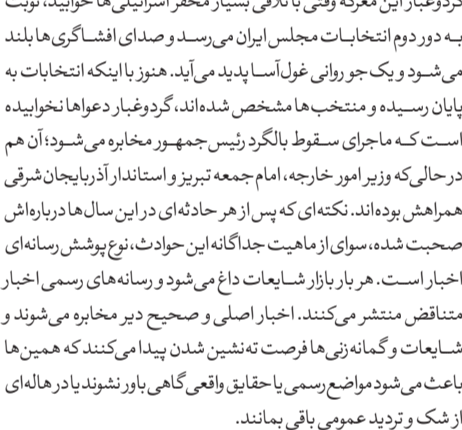 گردوغبار این معرکه وقتی با تلافی بسیار محقر اسرائیلی‌ها خوابید، نوبت
به دور دوم انتخابات مجلس ایران می‌رسد و صدای افشاگری‌ها بلند
می‌شود و یک جو روانی غول‌آسا پدید می‌آید. هنوز با اینکه انتخابات به
پایان رسیده و منتخب‌ها مشخص شده‌اند، گردوغبار دعواها نخوابیده
است که ماجرای سقوط بالگرد رئیس‌جمهور مخابره می‌شود؛ آن هم
در حالی‌که وزیر امور خارجه، امام‌جمعه تبریز و استاندار آذربایجان‌شرقی
همراهش بوده‌اند. نکته‌ای که پس از هر حادثه‌ای در این سال‌ها درباره‌اش
صحبت شده، سوای از ماهیت جداگانه این حوادث، نوع پوشش رسانه‌ای
اخبار است. هر بار بازار شایعات داغ می‌شود و رسانه‌های رسمی اخبار
متناقض منتشر می‌کنند. اخبار اصلی و صحیح دیر مخابره می‌شوند و
شایعات و گمانه‌زنی‌ها فرصت ته‌نشین شدن پیدا می‌کنند که همین‌ها
باعث می‌شود مواضع رسمی یا حقایق واقعی گاهی باور نشوند یا در هاله‌ای
از شک و تردید عمومی باقی بمانند.